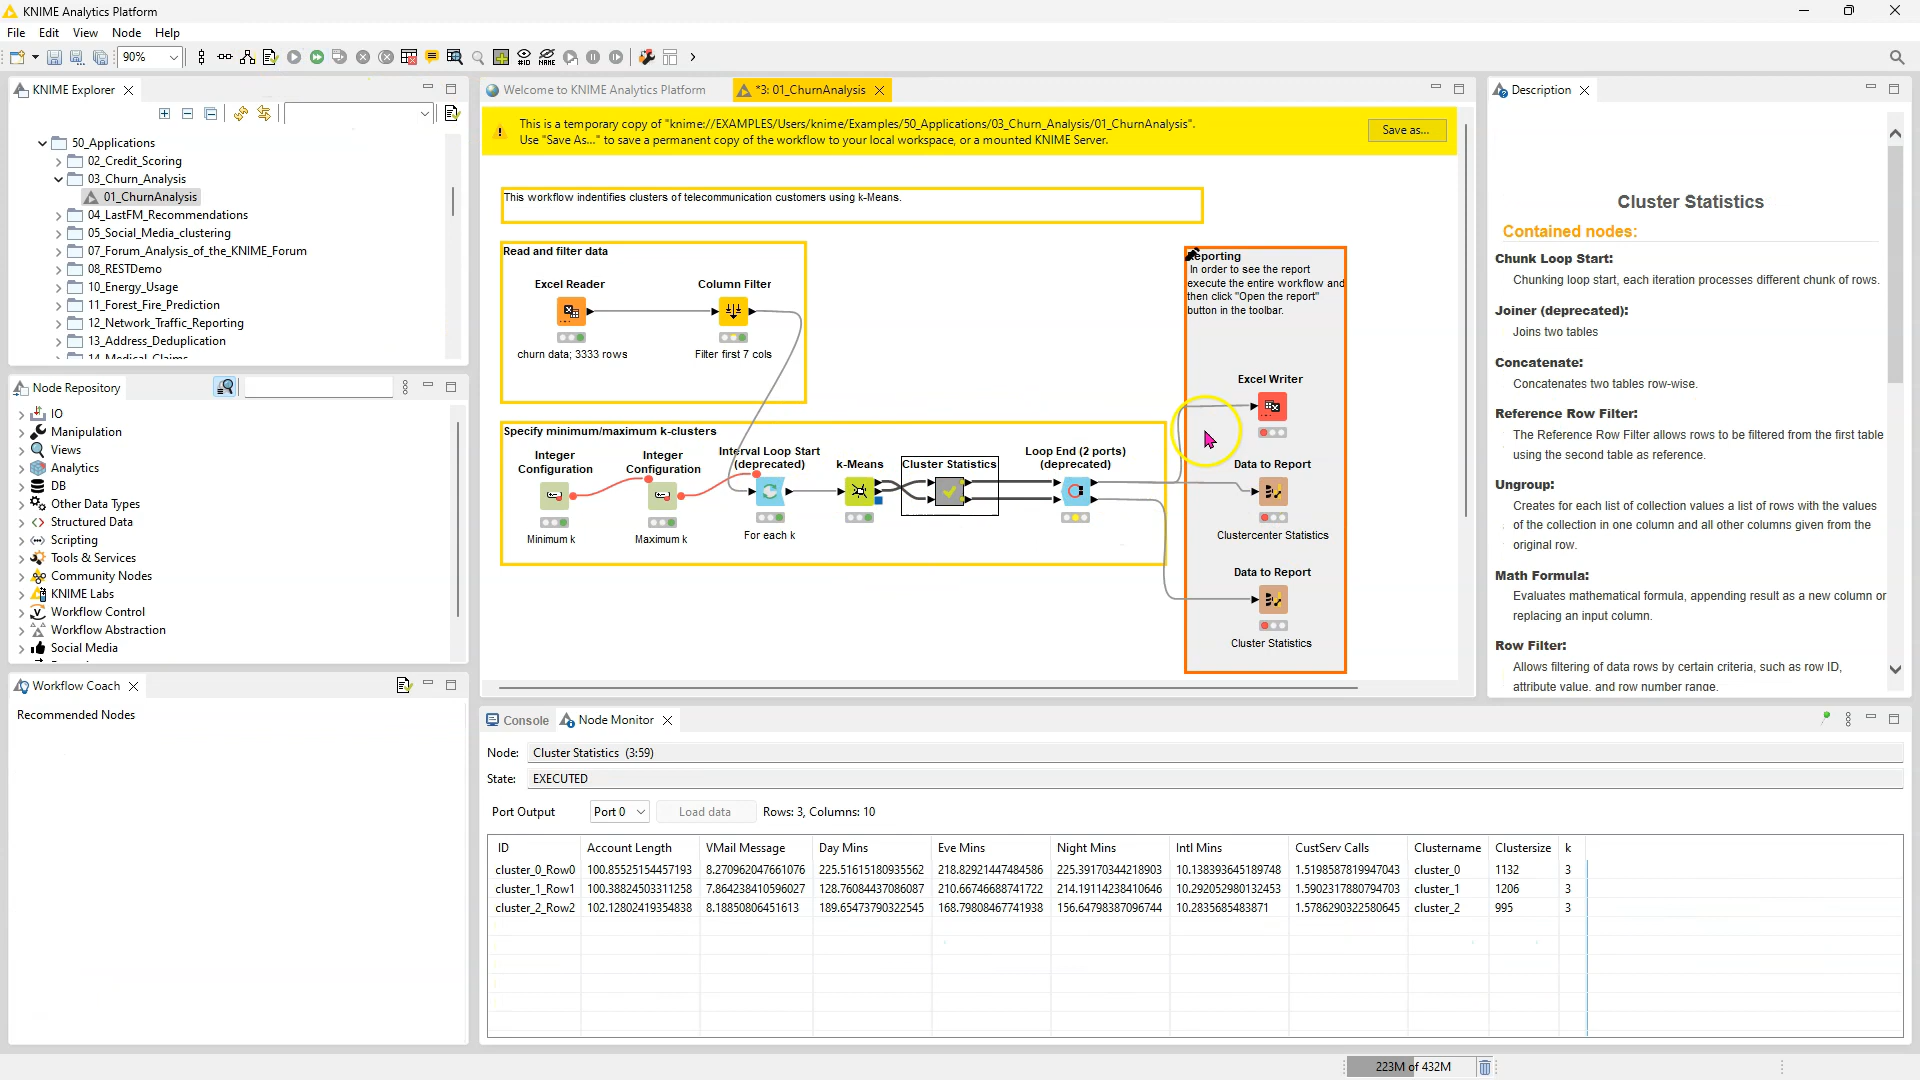 KNIME Analytics Platform
File Edit View Node Help
90%
KNIME Explorer
50_Applications
02_Credit_Scoring
03_Churn_Analysis
01_ChurnAnalysis
04_LastFM_Recommendations
05_Social_Media_clustering
07_Forum_Analysis_of_the_KNIME_Forum
08_RESTDemo
10_Energy_Usage
11_Forest_Fire_Prediction
12_Network_Traffic_Reporting
13_Address_Deduplication
14_Medical_Claims
Node Repository
IO
Manipulation
Views
Analytics
DB
Other Data Types
Structured Data
Scripting
Tools & Services
Community Nodes
KNIME Labs
Workflow Control
Workflow Abstraction
Social Media
Workflow Coach
Recommended Nodes
Welcome to KNIME Analytics Platform
*3: 01_ChurnAnalysis
This is a temporary copy of "knime://EXAMPLES/Users/knime/Examples/50_Applications/03_Churn_Analysis/01_ChurnAnalysis".
Use "Save As..." to save a permanent copy of the workflow to your local workspace, or a mounted KNIME Server.
Save as...
This workflow indentifies clusters of telecommunication customers using k-Means.
Read and filter data
Excel Reader
Column Filter
churn data; 3333 rows
Filter first 7 cols
Specify minimum/maximum k-clusters
Integer
Configuration
Minimum k
Integer
Configuration
Maximum k
Interval Loop Start
(deprecated)
For each k
k-Means
Cluster Statistics
Loop End (2 ports)
(deprecated)
eporting
In order to see the report
execute the entire workflow and
then click "Open the report"
button in the toolbar.
Excel Writer
Data to Report
Clustercenter Statistics
Data to Report
Cluster Statistics
Description
Cluster Statistics
Contained nodes:
Chunk Loop Start:
Chunking loop start, each iteration processes different chunk of rows.
Joiner (deprecated):
Joins two tables
Concatenate:
Concatenates two tables row-wise.
Reference Row Filter:
The Reference Row Filter allows rows to be filtered from the first table
using the second table as reference.
Ungroup:
Creates for each list of collection values a list of rows with the values
of the collection in one column and all other columns given from the
original row.
Math Formula:
Evaluates mathematical formula, appending result as a new column or
replacing an input column.
Row Filter:
Allows filtering of data rows by certain criteria, such as row ID,
attribute value, and row number range.
Console
Node Monitor
Node: Cluster Statistics (3:59)
State: EXECUTED
Port Output Port 0 Load data Rows: 3, Columns: 10
ID Account Length VMail Message Day Mins Eve Mins Night Mins Intl Mins CustServ Calls Clustername Clustersize k
cluster_0_Row0 100.85525154457193 8.270962047661076 225.51615180935562 218.82921447484586 225.39170344218903 10.138393645189748 1.5198587819947043 cluster_0 1132 3
cluster_1_Row1 100.38824503311258 7.864238410596027 128.76084437086087 210.66746688741722 214.19114238410646 10.292052980132453 1.5902317880794703 cluster_1 1206 3
cluster_2_Row2 102.12802419354838 8.18850806451613 189.65473790322545 168.79808467741938 156.64798387096744 10.2835685483871 1.5786290322580645 cluster_2 995 3
223M of 432M